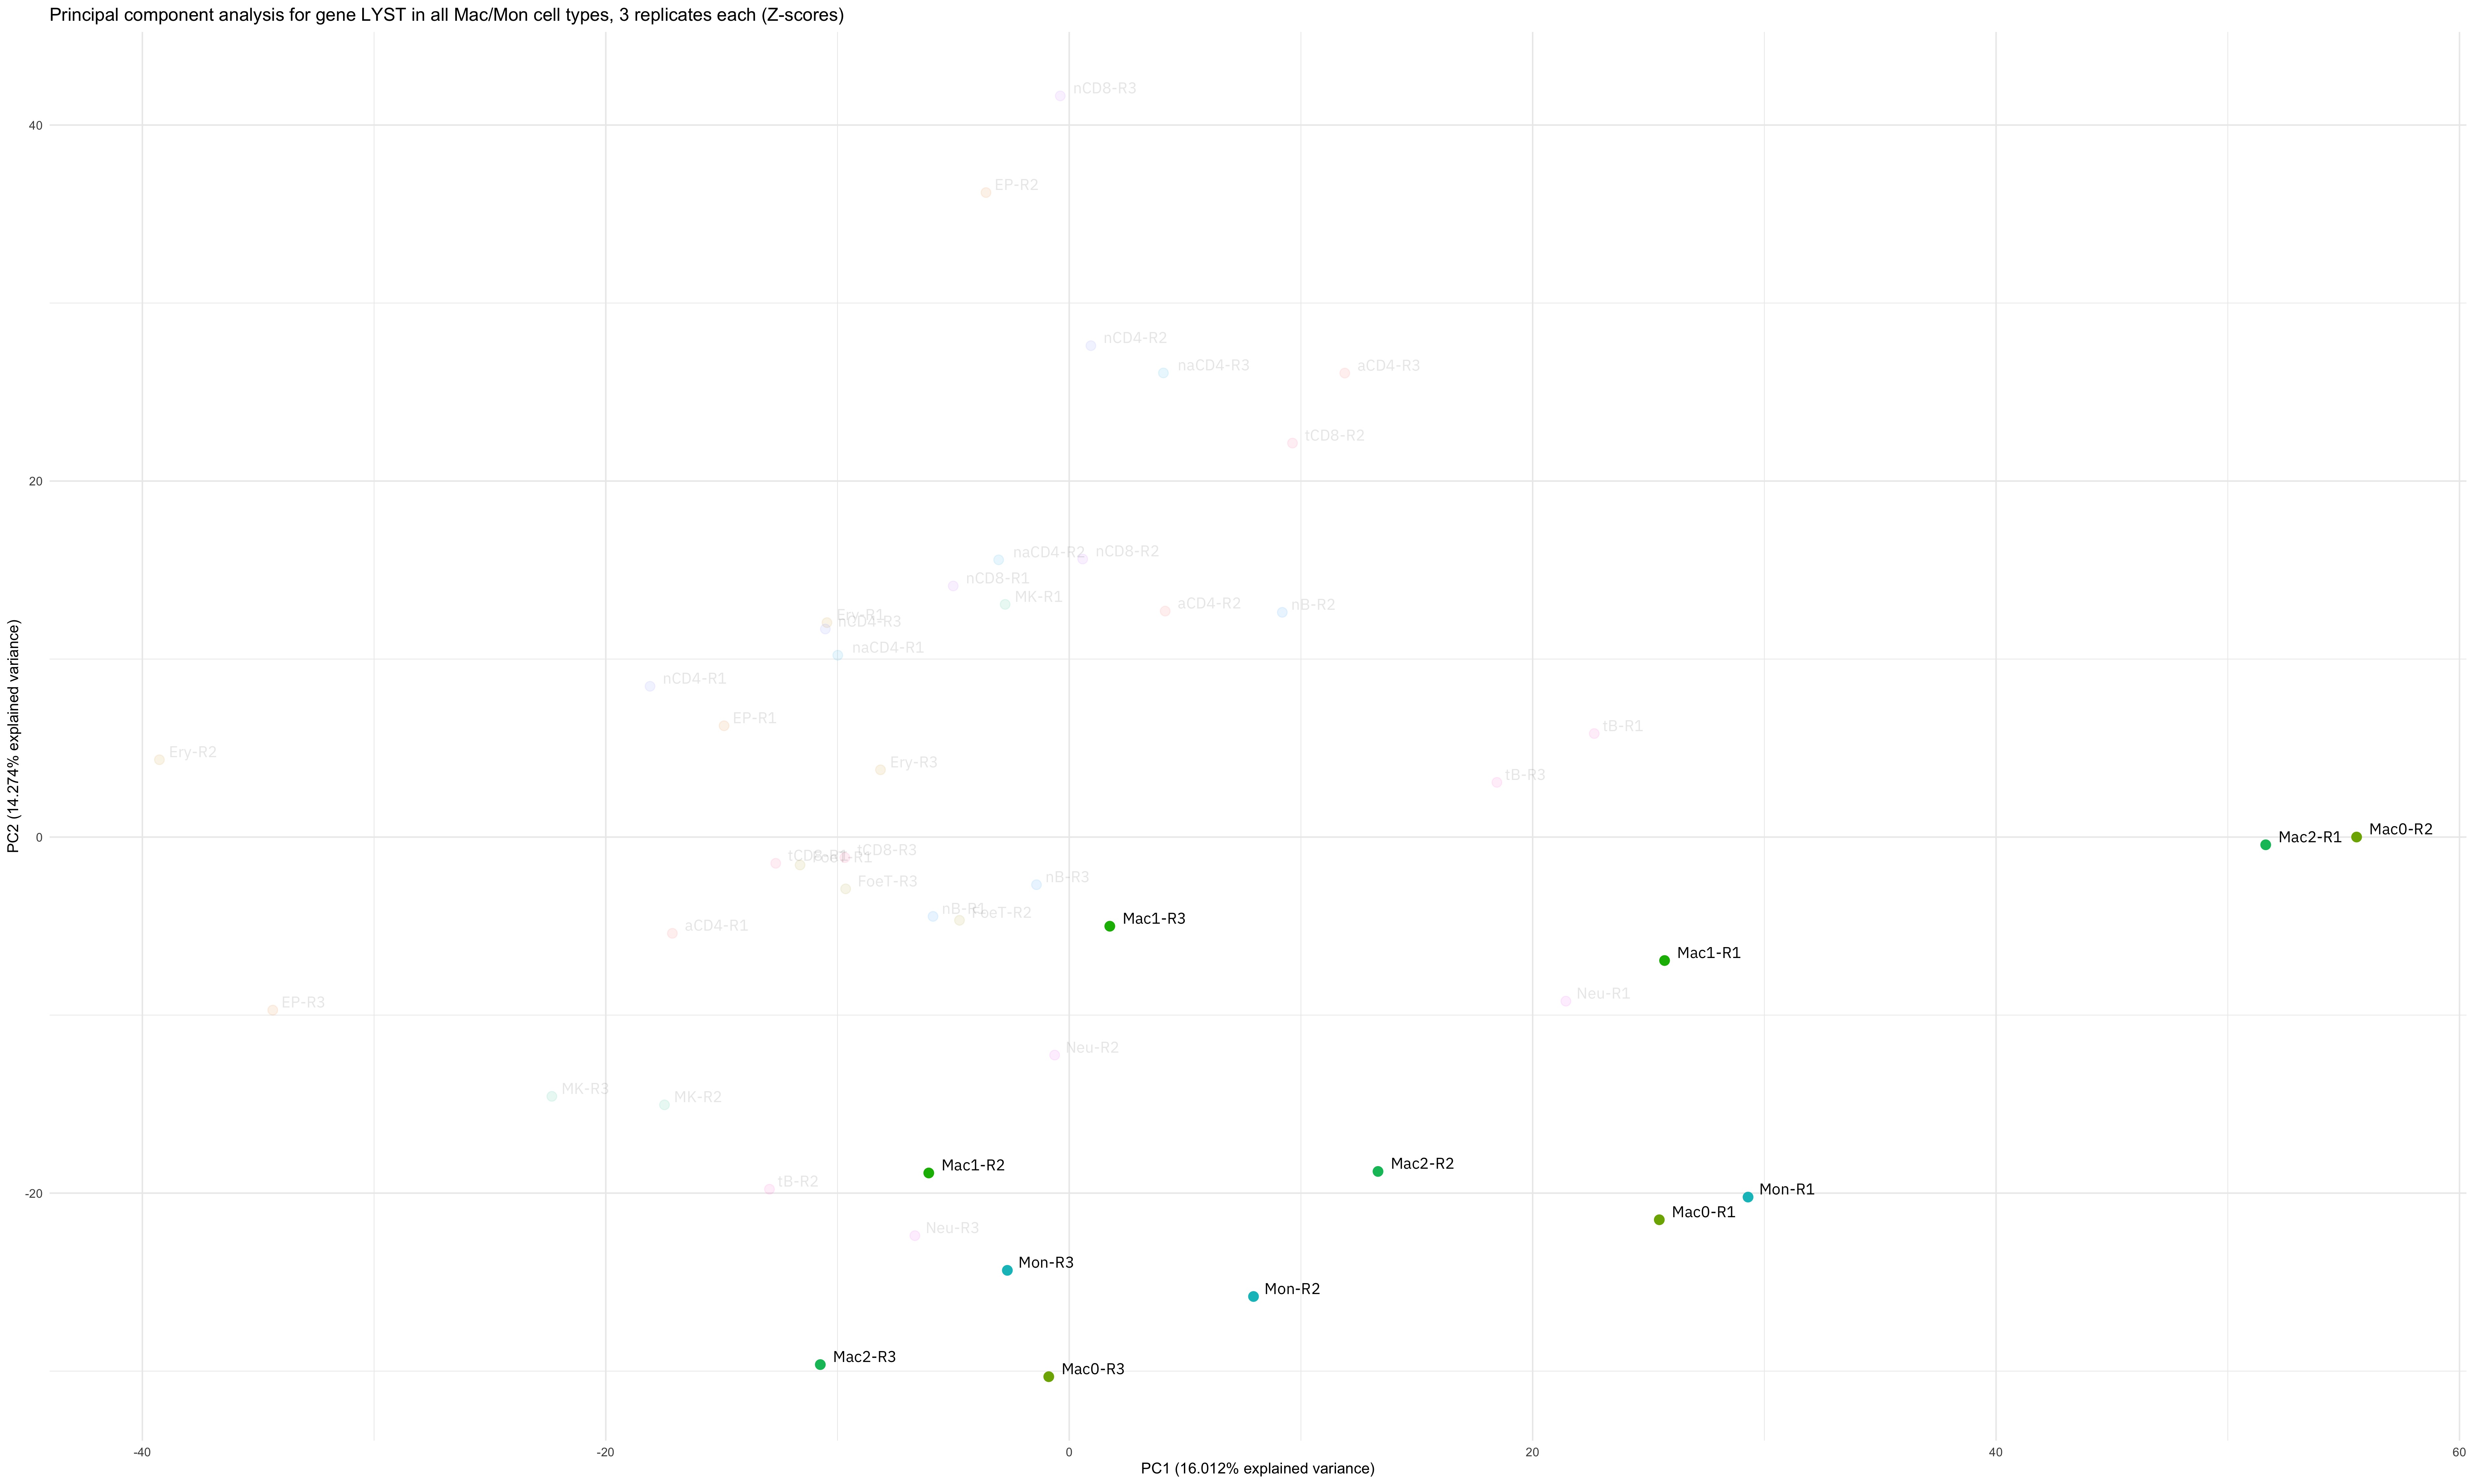 Principal component analysis for gene LYST in all Mac/Mon cell types, 3 replicates each (Z-scores)
nCD8-R3
40
EP-R2
nCD4-R2
naCD4-R3
aCD4-R3
tCD8-R2
20
naCD4-R2
nCD8-R2
nCD8-R1
MK-R1
aCD4-R2
nB-R2
Ery-R1
nCD4-R3
naCD4-R1
nCD4-R1
EP-R1
tB-R1
Ery-R2
Ery-R3
tB-R3
0
Mac0-R2
Mac2-R1
tCD8-R3
FoeT-R1
FoeT-R3
nB-R3
nB-R1
FoeT-R2
Mac1-R3
aCD4-R1
Mac1-R1
Neu-R1
EP-R3
Neu-R2
MK-R3
MK-R2
Mac1-R2
Mac2-R2
tB-R2
-20
Mon-R1
Mac0-R1
Neu-R3
Mon-R3
Mon-R2
Mac2-R3
Mac0-R3
-40
-20
0
20
40
60
PC1 (16.012% explained variance)
PC2 (14.274% explained variance)